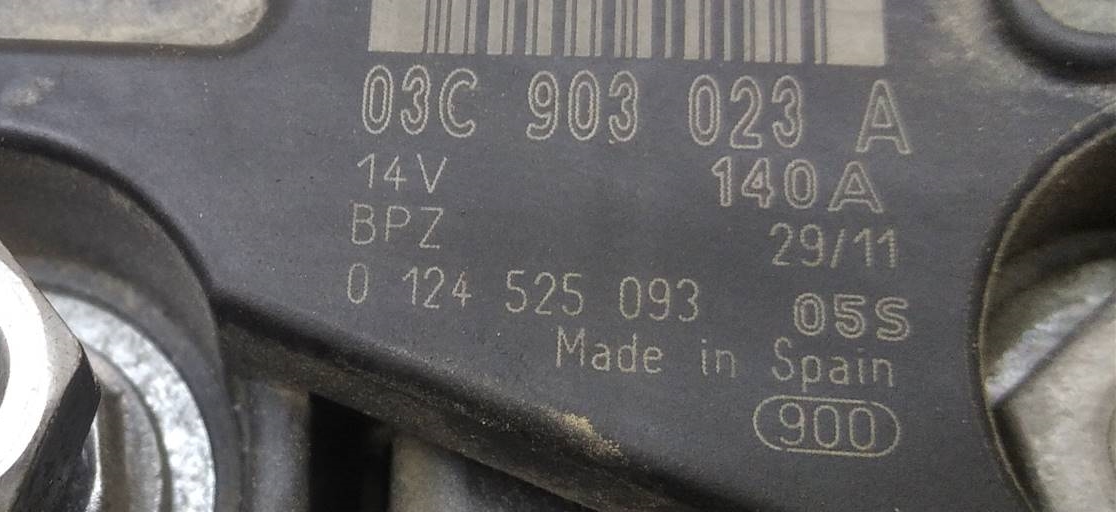 03C 903 023 A
14V 140A
BPZ 29/11
0 124 525 093 05S
Made in Spain
900